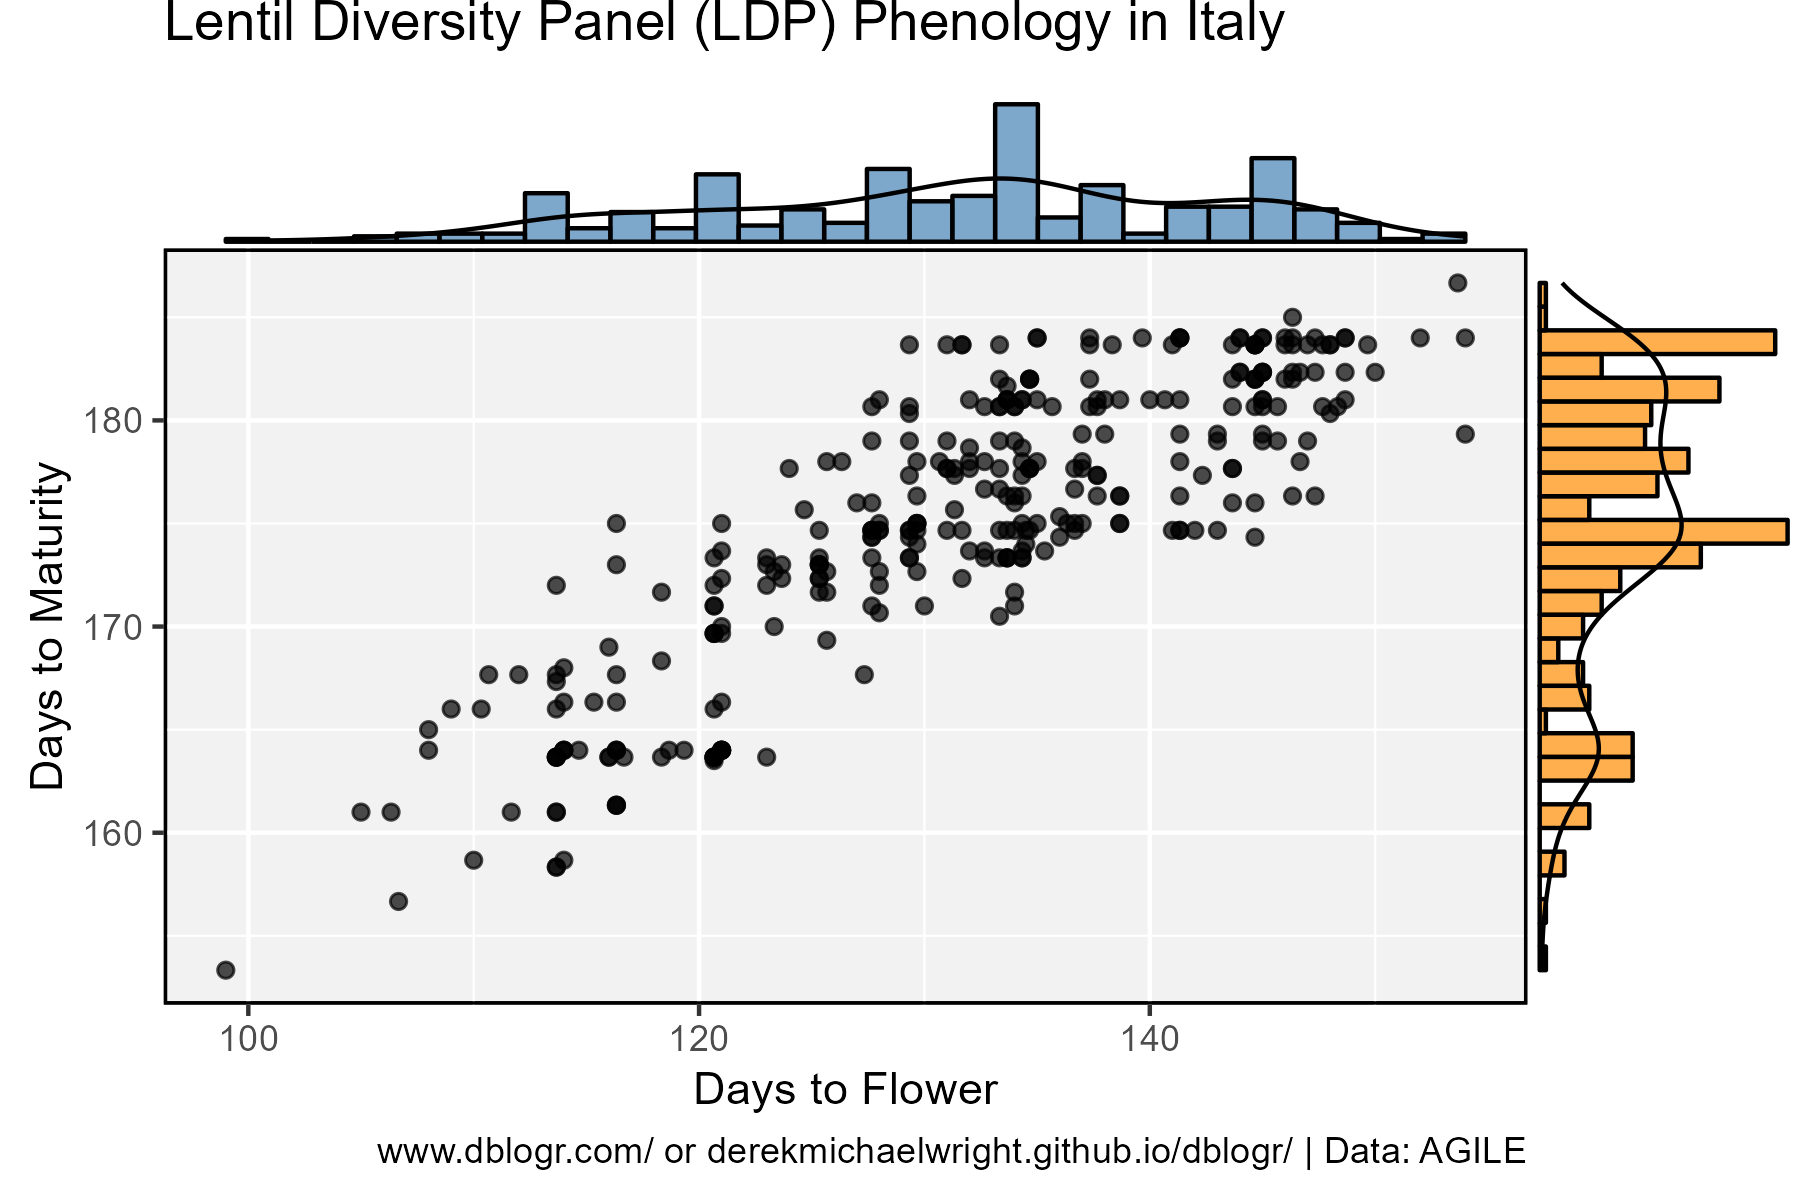 Lentil Diversity Panel (LDP) Phenology in Italy
180
170
160
Days to Maturity
100 120 140
Days to Flower
www.dblogr.com/ or derekmichaelwright.github.io/dblogr/ | Data: AGILE